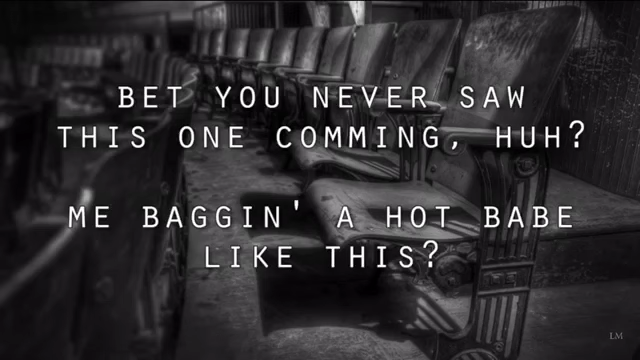 BET YOU NEVER SAW
THIS ONE COMMING, HUH?
ME BAGGIN' A HOT BABE
LIKE THIS?
LM